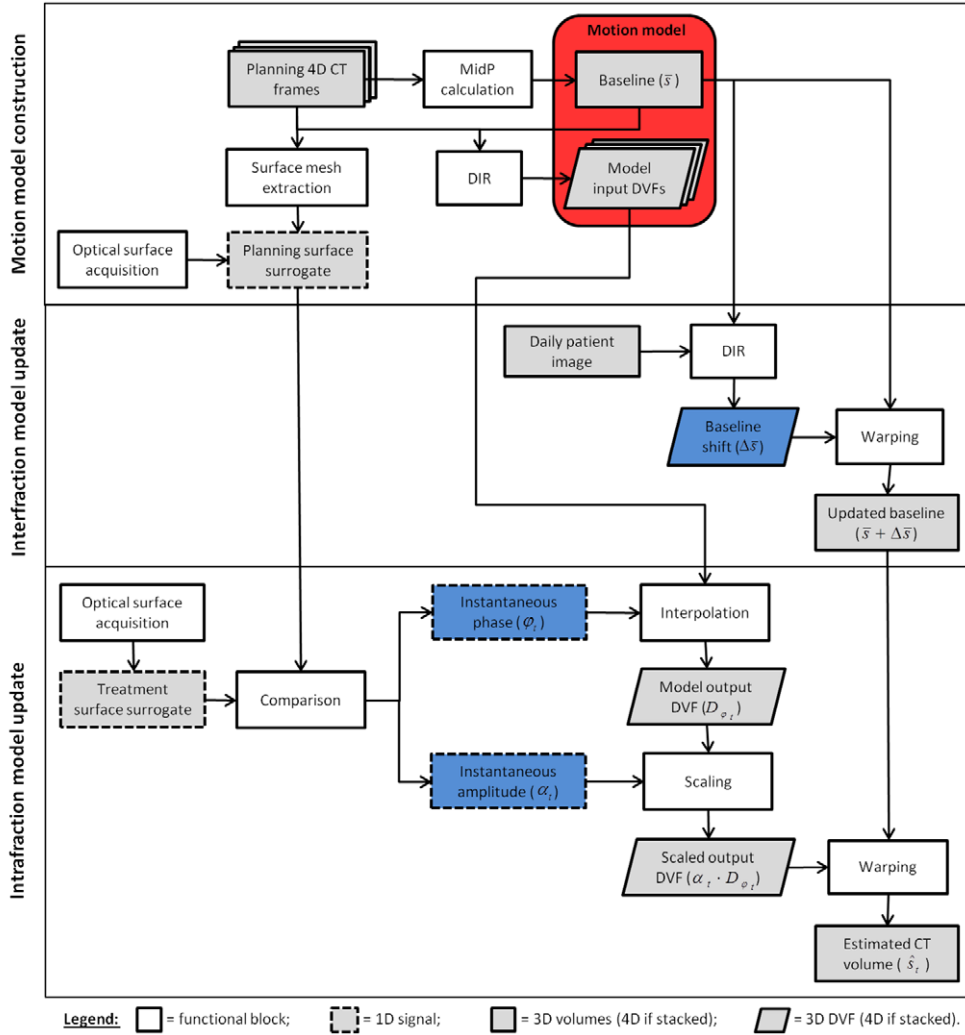 Motion model construction
Motion model
Planning 4D CT
frames
MidP
calculation
Baseline (s̄)
Surface mesh
extraction
DIR
Model
input DVFs
Optical surface
acquisition
Planning surface
surrogate
Interfraction model update
Daily patient
image
DIR
Baseline
shift (Δs̄)
Warping
Updated baseline
(s̄ + Δs̄)
Intrafraction model update
Optical surface
acquisition
Instantaneous
phase (φₜ)
Interpolation
Treatment
surface surrogate
Comparison
Model output
DVF (D_φₜ)
Instantaneous
amplitude (αₜ)
Scaling
Scaled output
DVF (αₜ · D_φₜ)
Warping
Estimated CT
volume (ŝₜ)
Legend: = functional block; = 1D signal; = 3D volumes (4D if stacked); = 3D DVF (4D if stacked).